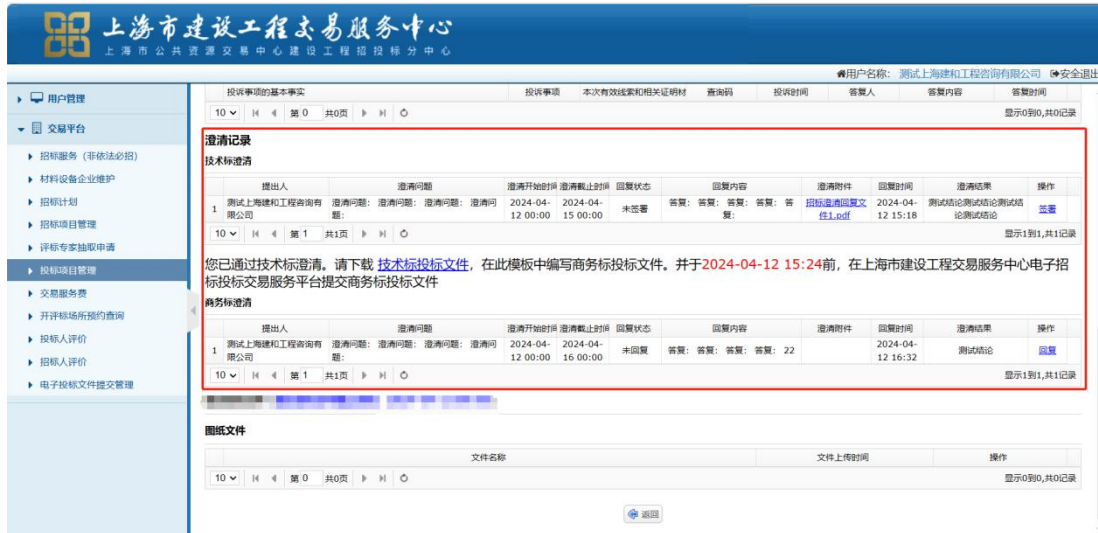 上海市建设工程交易服务中心
上海市公共资源交易中心建设工程招投标分中心
用户名称： 测试上海建和工程咨询有限公司 安全退出
用户管理
交易平台
招标服务（非依法必招）
材料设备企业维护
招标计划
招标项目管理
评标专家抽取申请
投标项目管理
交易服务费
开评标场所预约查询
投标人评价
招标人评价
电子投标文件提交管理
投诉事项的基本事实 投诉事项 本次有效线索和相关证明材 查询码 投诉时间 答复人 答复内容 答复时间
10 第 0 共0页 显示0到0,共0记录
澄清记录
技术标澄清
提出人 澄清问题 澄清开始时间 澄清截止时间 回复状态 回复内容 澄清附件 回复时间 澄清结果 操作
1 测试上海建和工程咨询有限公司 澄清问题： 澄清问题： 澄清问题： 澄清问题： 2024-04-12 00:00 2024-04-15 00:00 未签署 答复： 答复： 答复： 答复： 答复： 招标澄清回复文件1.pdf 2024-04-12 15:18 测试结论测试结论测试结论测试结论 签署
10 第 1 共1页 显示1到1,共1记录
您已通过技术标澄清。请下载 技术标投标文件，在此模板中编写商务标投标文件。并于2024-04-12 15:24前，在上海市建设工程交易服务中心电子招
标投标交易服务平台提交商务标投标文件
商务标澄清
提出人 澄清问题 澄清开始时间 澄清截止时间 回复状态 回复内容 澄清附件 回复时间 澄清结果 操作
1 测试上海建和工程咨询有限公司 澄清问题： 澄清问题： 澄清问题： 澄清问题： 2024-04-12 00:00 2024-04-16 00:00 未回复 答复： 答复： 答复： 答复： 22 2024-04-12 16:32 测试结论 回复
10 第 1 共1页 显示1到1,共1记录
图纸文件
文件名称 文件上传时间 操作
10 第 0 共0页 显示0到0,共0记录
返回